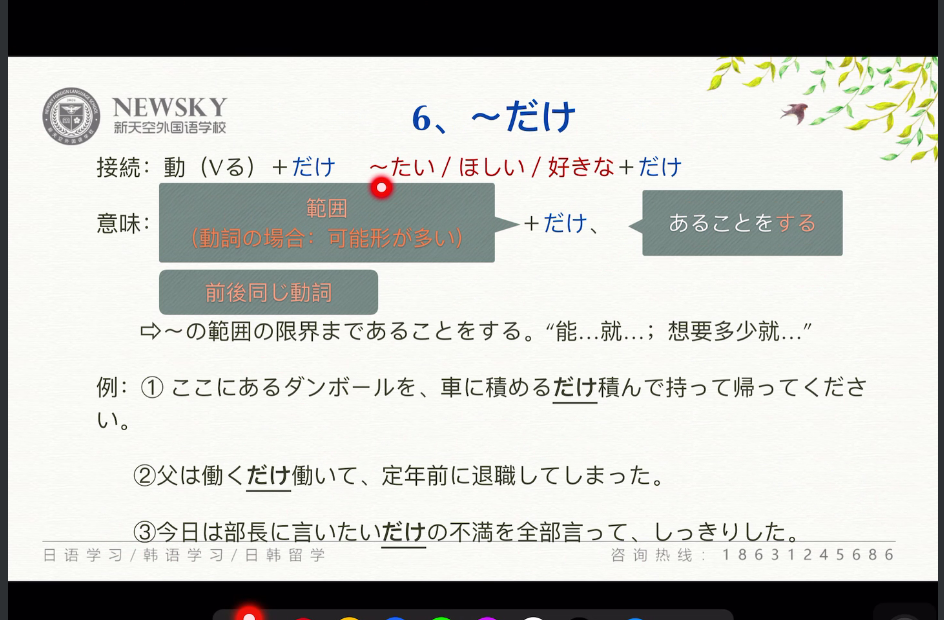 NEWSKY
新天空外国语学校
6、～だけ
接続：動（Vる）＋だけ　～たい / ほしい / 好きな＋だけ
意味：
範囲
（動詞の場合：可能形が多い）
＋だけ、
あることをする
前後同じ動詞
⇨～の範囲の限界まであることをする。“能…就…；想要多少就…”
例：① ここにあるダンボールを、車に積めるだけ積んで持って帰ってくださ
い。
②父は働くだけ働いて、定年前に退職してしまった。
③今日は部長に言いたいだけの不満を全部言って、しっきりした。
日语学习/韩语学习/日韩留学
咨询热线：18631245686